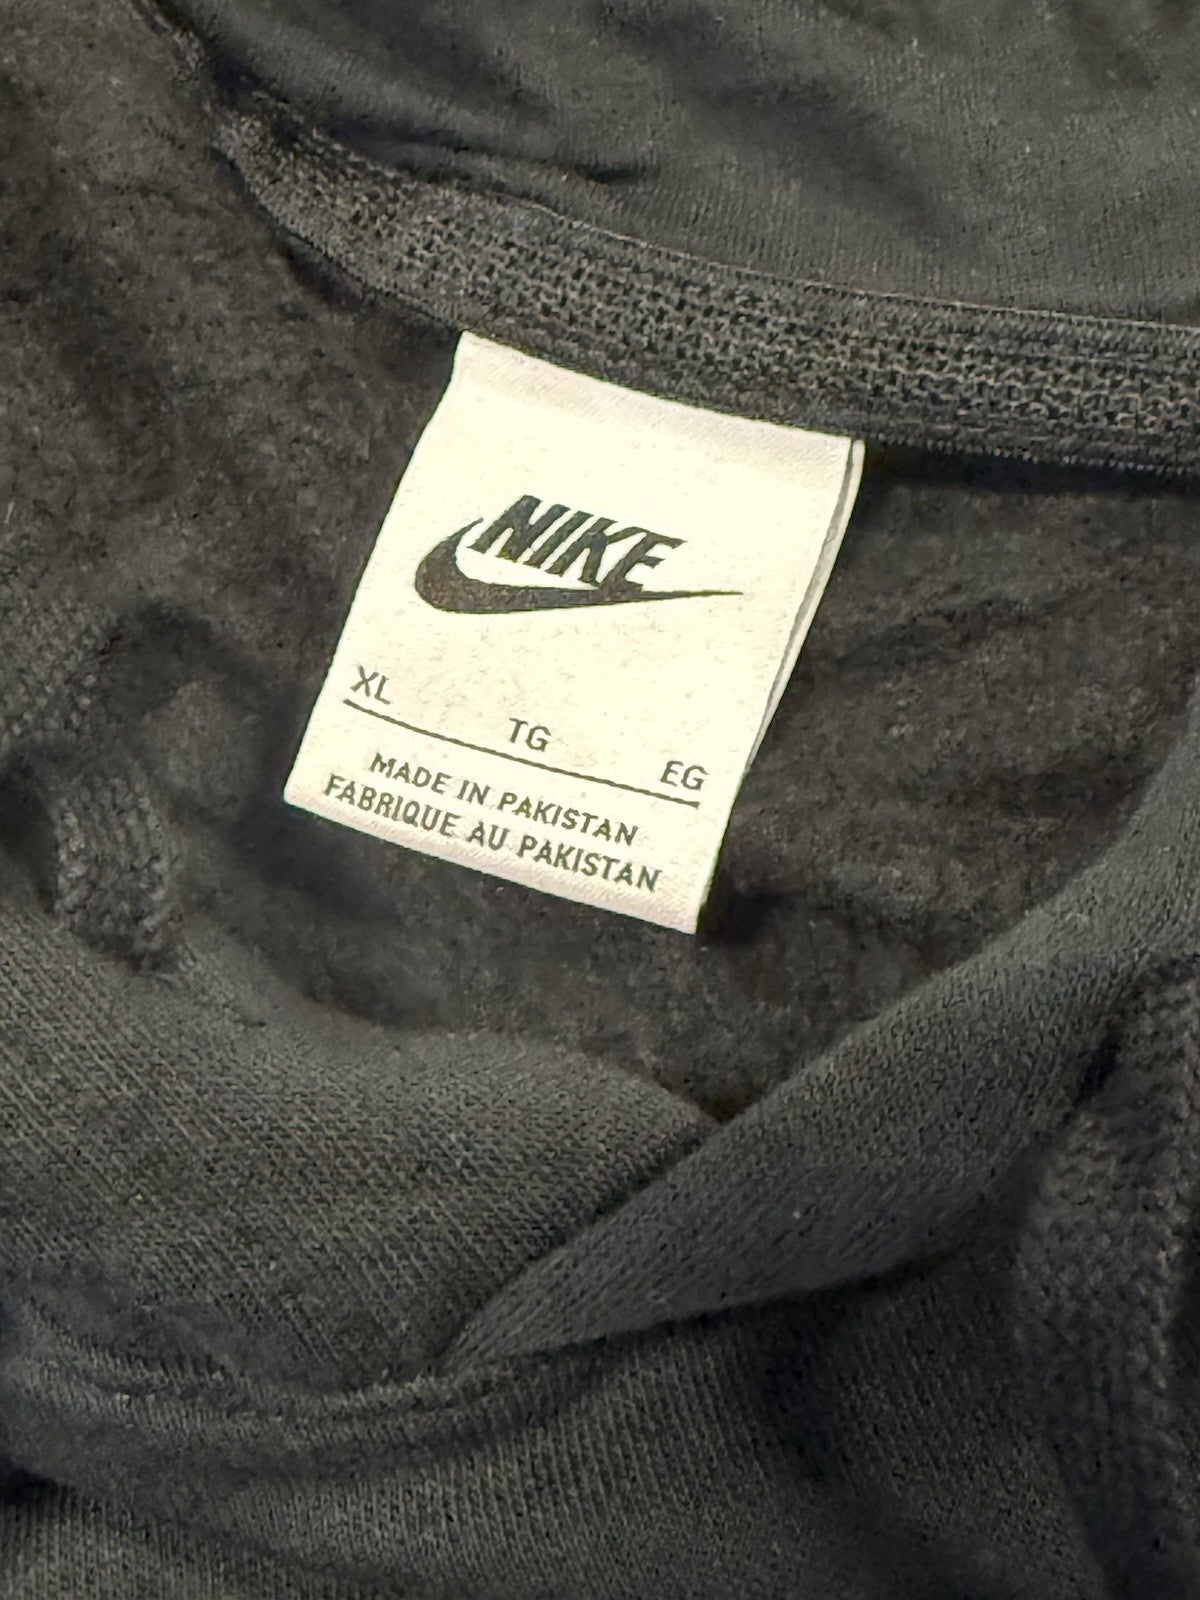 NIKE
XL TG EG
MADE IN PAKISTAN
FABRIQUE AU PAKISTAN